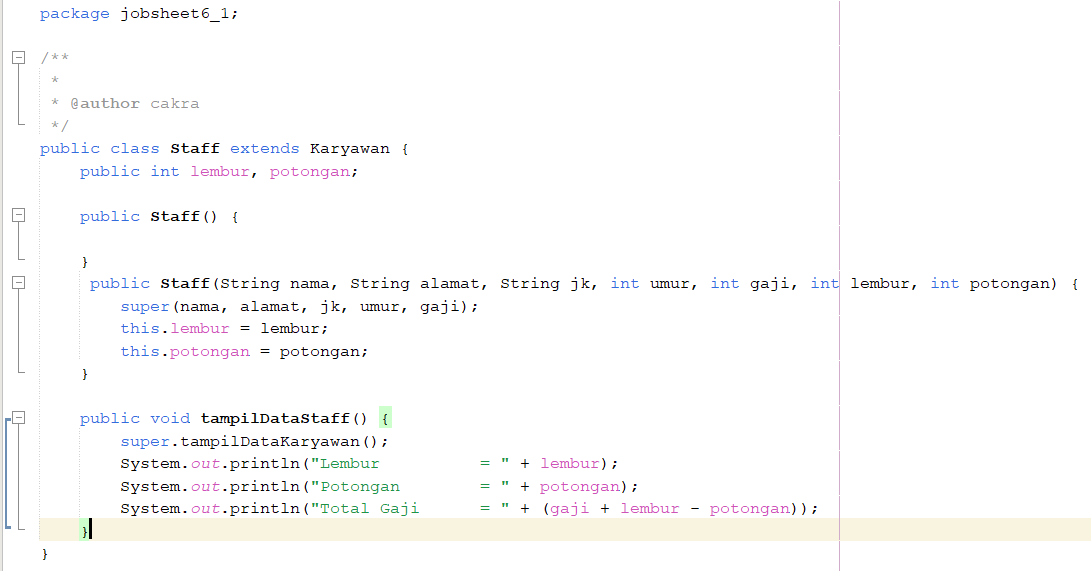 package jobsheet6_1;
/**
 *
 * @author cakra
 */
public class Staff extends Karyawan {
    public int lembur, potongan;
    public Staff() {
    }
     public Staff(String nama, String alamat, String jk, int umur, int gaji, int lembur, int potongan) {
        super(nama, alamat, jk, umur, gaji);
        this.lembur = lembur;
        this.potongan = potongan;
    }
    public void tampilDataStaff() {
        super.tampilDataKaryawan();
        System.out.println("Lembur          = " + lembur);
        System.out.println("Potongan        = " + potongan);
        System.out.println("Total Gaji      = " + (gaji + lembur - potongan));
    }
}